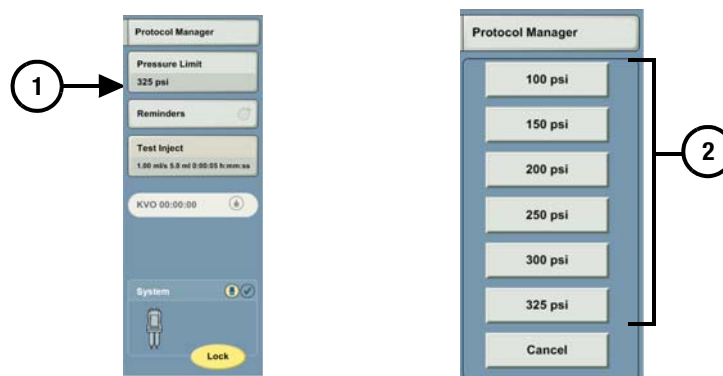 Protocol Manager
Pressure Limit
325 psi
Reminders
Test Inject
1.00 ml/s 5.0 ml 0:00:05 h:mm:ss
KVO 00:00:00
System
Lock
1
Protocol Manager
100 psi
150 psi
200 psi
250 psi
300 psi
325 psi
Cancel
2